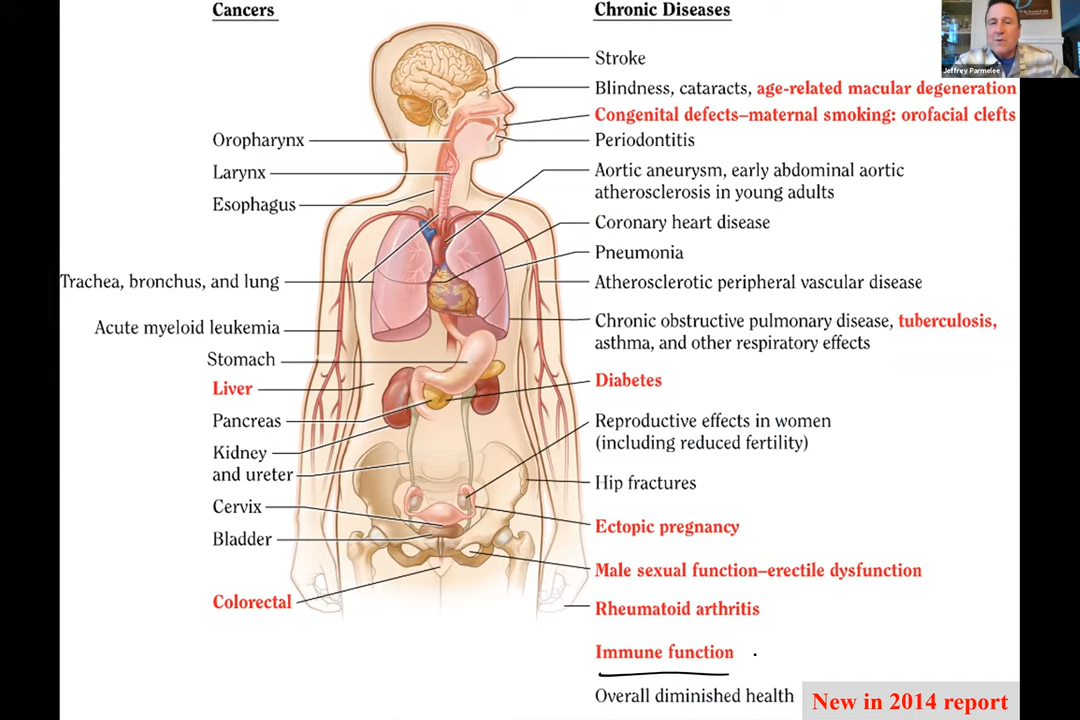 Cancers
Oropharynx
Larynx
Esophagus
Trachea, bronchus, and lung
Acute myeloid leukemia
Stomach
Liver
Pancreas
Kidney
and ureter
Cervix
Bladder
Colorectal
Chronic Diseases
Stroke
Blindness, cataracts, age-related macular degeneration
Congenital defects–maternal smoking: orofacial clefts
Periodontitis
Aortic aneurysm, early abdominal aortic
atherosclerosis in young adults
Coronary heart disease
Pneumonia
Atherosclerotic peripheral vascular disease
Chronic obstructive pulmonary disease, tuberculosis,
asthma, and other respiratory effects
Diabetes
Reproductive effects in women
(including reduced fertility)
Hip fractures
Ectopic pregnancy
Male sexual function–erectile dysfunction
Rheumatoid arthritis
Immune function
Overall diminished health
New in 2014 report
Jeffrey Parmelee